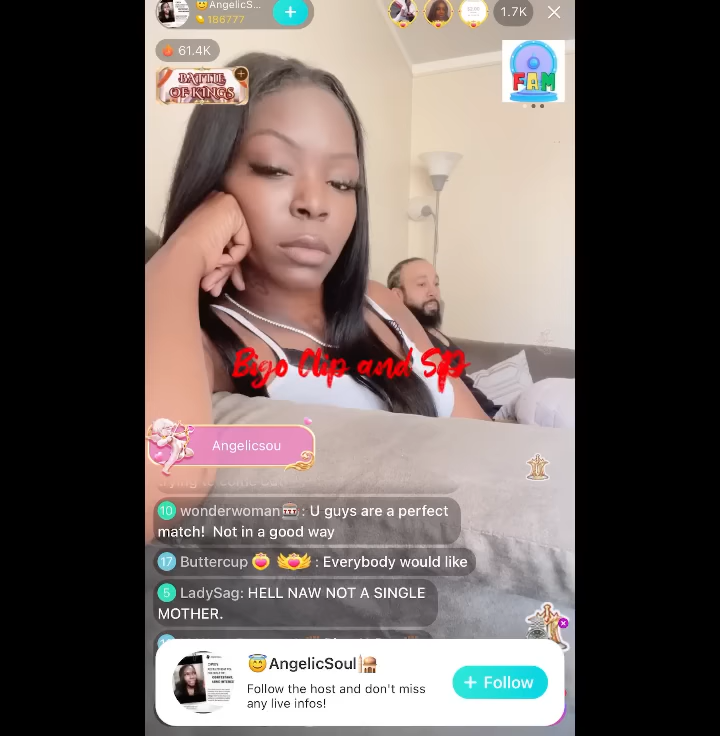 😇AngelicS...
186777
1.7K
61.4K
BATTLE
OF KINGS
FAM
Bigo Clip and Sip
Angelicsou
10 wonderwoman : U guys are a perfect
match! Not in a good way
17 Buttercup : Everybody would like
5 LadySag: HELL NAW NOT A SINGLE
MOTHER.
😇AngelicSoul🕌
Follow the host and don't miss
any live infos!
+ Follow